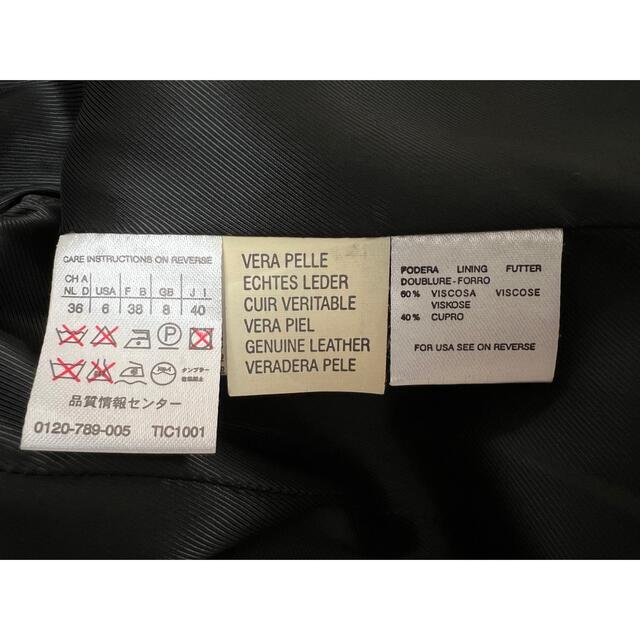 CARE INSTRUCTIONS ON REVERSE
CH A
NL D USA F B GB J I
36 6 38 8 40
P
タンブラー
乾燥禁止
品質情報センター
0120-789-005 TIC1001
VERA PELLE
ECHTES LEDER
CUIR VERITABLE
VERA PIEL
GENUINE LEATHER
VERADERA PELE
FODERA LINING FUTTER
DOUBLURE-FORRO
60% VISCOSA VISCOSE
VISKOSE
40% CUPRO
FOR USA SEE ON REVERSE